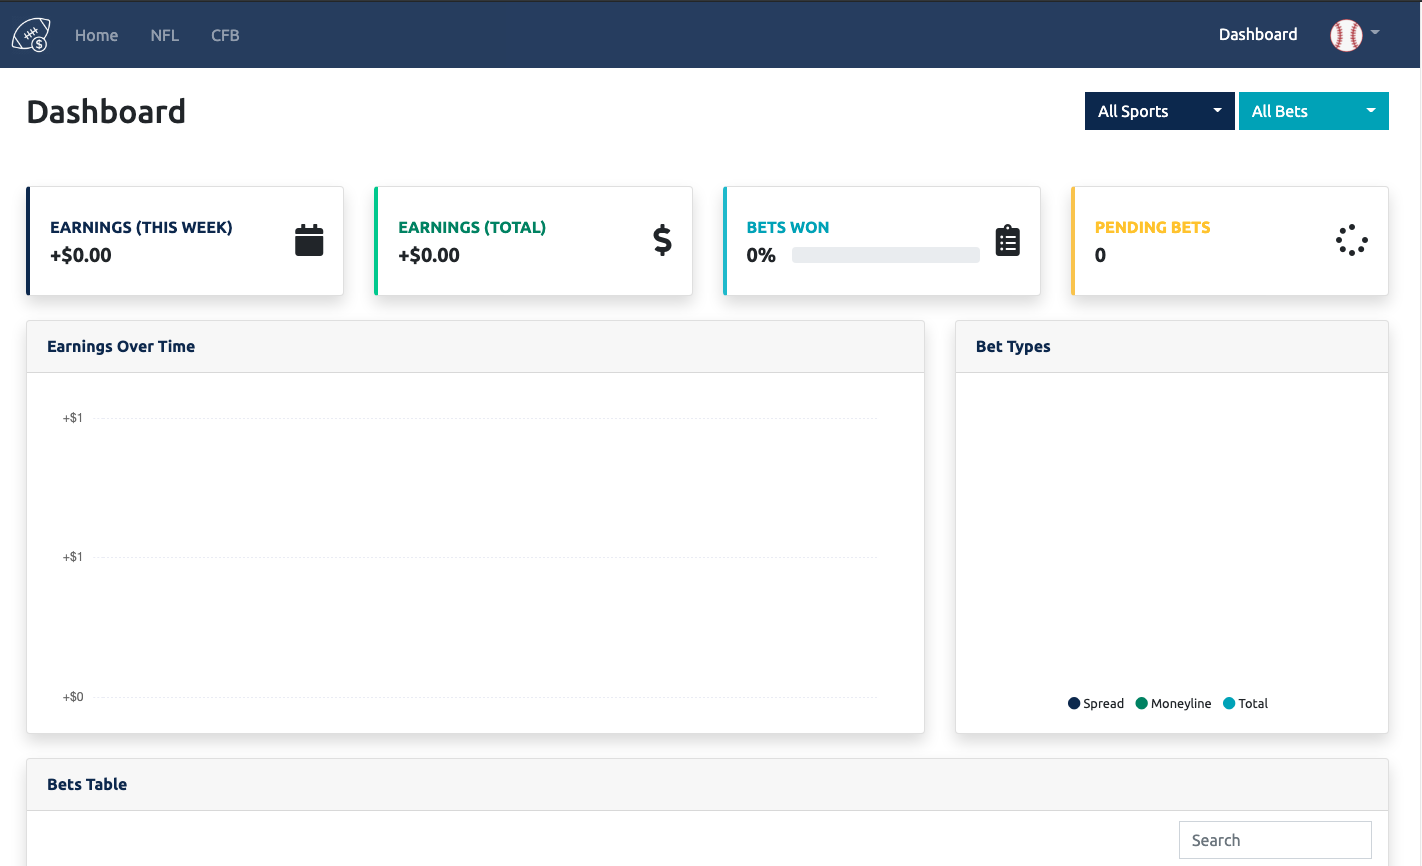 Home NFL CFB Dashboard
Dashboard
All Sports All Bets
EARNINGS (THIS WEEK)
+$0.00
EARNINGS (TOTAL)
+$0.00
BETS WON
0%
PENDING BETS
0
Earnings Over Time
+$1
+$1
+$0
Bet Types
Spread Moneyline Total
Bets Table
Search